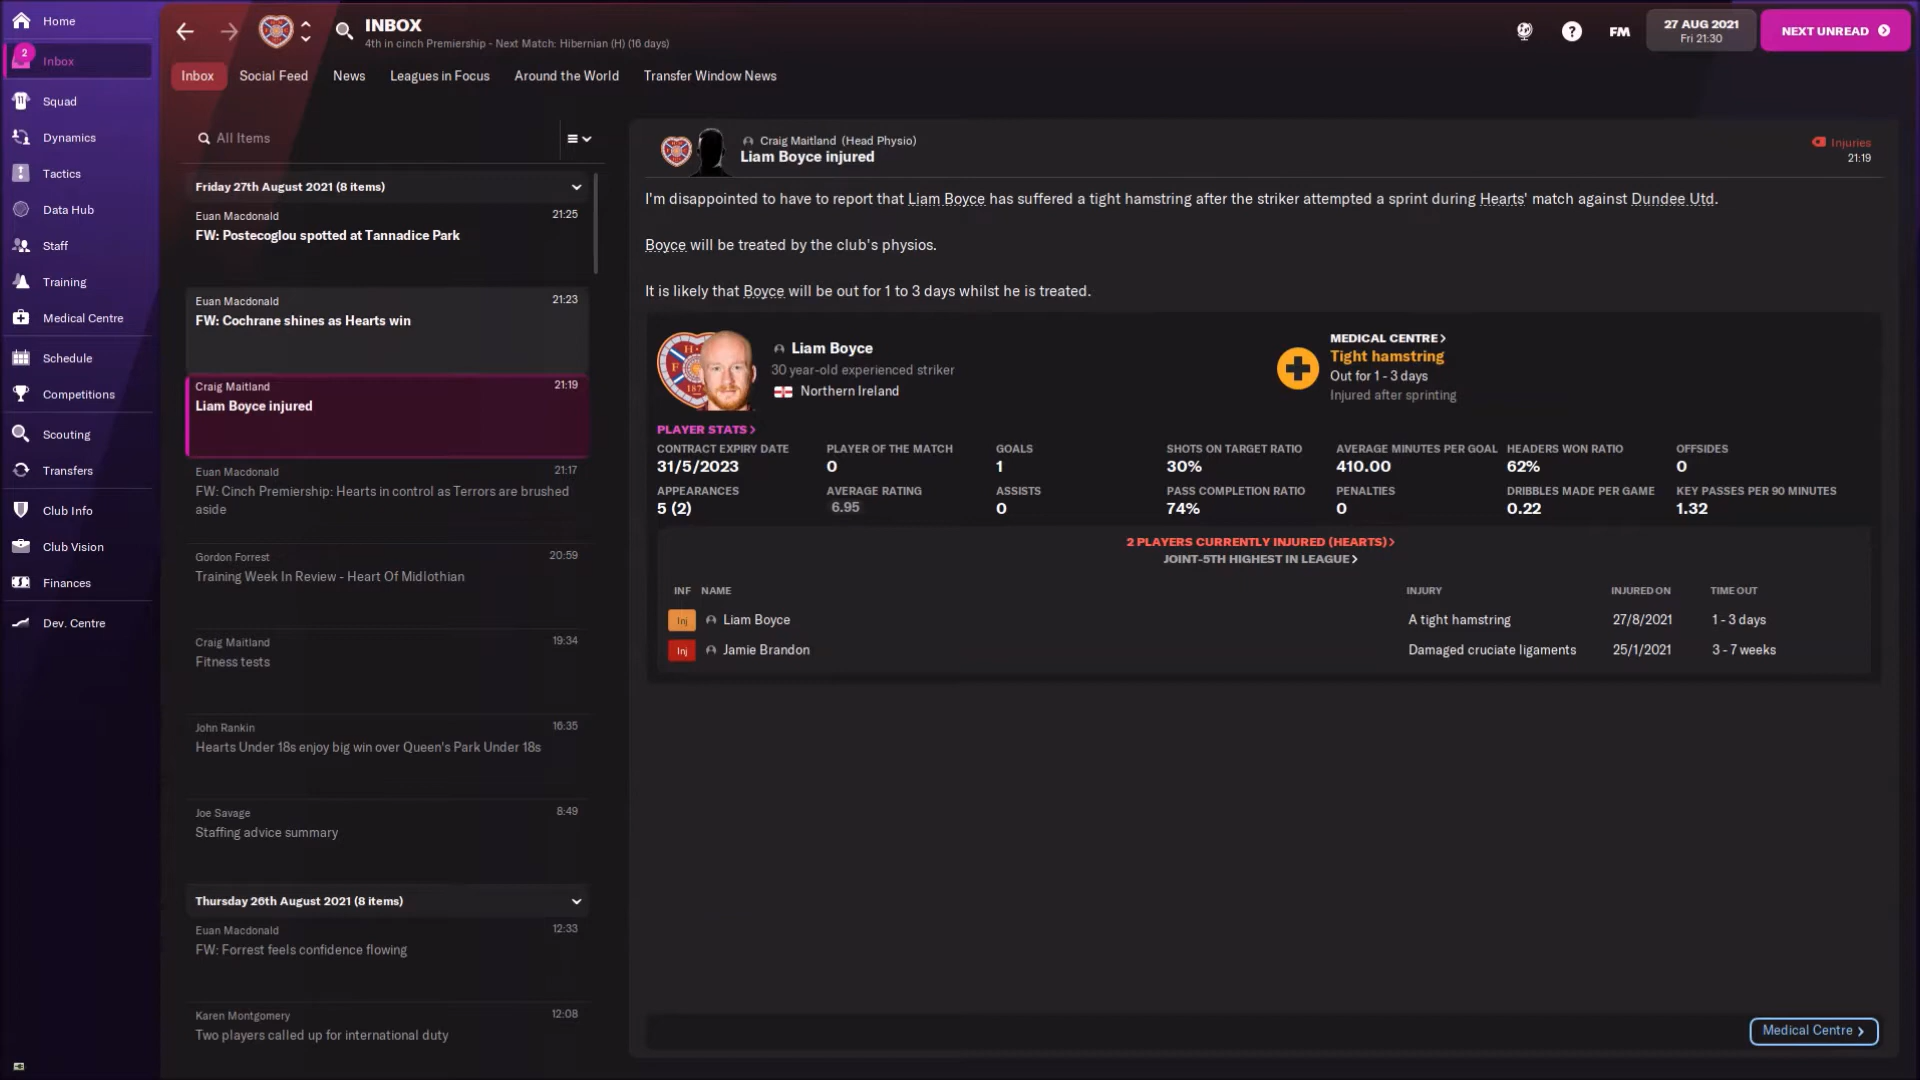 Home
2
Inbox
Squad
Dynamics
Tactics
Data Hub
Staff
Training
Medical Centre
Schedule
Competitions
Scouting
Transfers
Club Info
Club Vision
Finances
Dev. Centre
INBOX
4th in cinch Premiership - Next Match: Hibernian (H) (16 days)
FM
27 AUG 2021
Fri 21:30
NEXT UNREAD
Inbox Social Feed News Leagues in Focus Around the World Transfer Window News
All Items
Friday 27th August 2021 (8 items)
Euan Macdonald 21:25
FW: Postecoglou spotted at Tannadice Park
Euan Macdonald 21:23
FW: Cochrane shines as Hearts win
Craig Maitland 21:19
Liam Boyce injured
Euan Macdonald 21:17
FW: Cinch Premiership: Hearts in control as Terrors are brushed
aside
Gordon Forrest 20:59
Training Week In Review - Heart Of Midlothian
Craig Maitland 19:34
Fitness tests
John Rankin 16:35
Hearts Under 18s enjoy big win over Queen's Park Under 18s
Joe Savage 8:49
Staffing advice summary
Thursday 26th August 2021 (8 items)
Euan Macdonald 12:33
FW: Forrest feels confidence flowing
Karen Montgomery 12:08
Two players called up for international duty
Craig Maitland (Head Physio)
Liam Boyce injured
Injuries
21:19
I'm disappointed to have to report that Liam Boyce has suffered a tight hamstring after the striker attempted a sprint during Hearts' match against Dundee Utd.
Boyce will be treated by the club's physios.
It is likely that Boyce will be out for 1 to 3 days whilst he is treated.
Liam Boyce
30 year-old experienced striker
Northern Ireland
MEDICAL CENTRE >
Tight hamstring
Out for 1 - 3 days
Injured after sprinting
PLAYER STATS >
CONTRACT EXPIRY DATE PLAYER OF THE MATCH GOALS SHOTS ON TARGET RATIO AVERAGE MINUTES PER GOAL HEADERS WON RATIO OFFSIDES
31/5/2023 0 1 30% 410.00 62% 0
APPEARANCES AVERAGE RATING ASSISTS PASS COMPLETION RATIO PENALTIES DRIBBLES MADE PER GAME KEY PASSES PER 90 MINUTES
5 (2) 6.95 0 74% 0 0.22 1.32
2 PLAYERS CURRENTLY INJURED (HEARTS) >
JOINT-5TH HIGHEST IN LEAGUE >
INF NAME INJURY INJURED ON TIME OUT
Inj Liam Boyce A tight hamstring 27/8/2021 1 - 3 days
Inj Jamie Brandon Damaged cruciate ligaments 25/1/2021 3 - 7 weeks
Medical Centre >